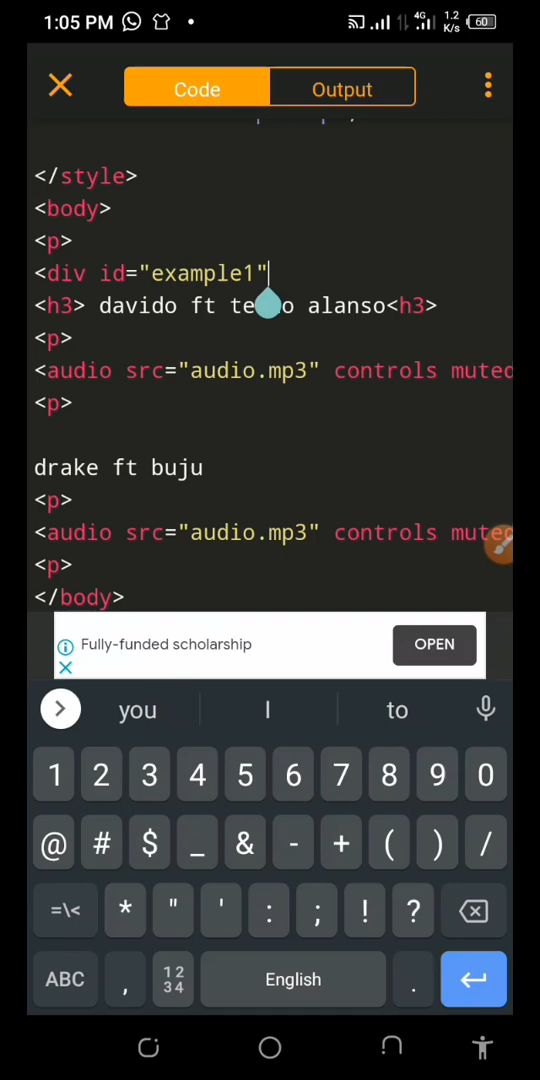 1:05 PM 4G 1.2 K/s 60
Code Output
</style>
<body>
<p>
<div id="example1"
<h3> davido ft te alanso<h3>
<p>
<audio src="audio.mp3" controls muted
<p>
drake ft buju
<p>
<audio src="audio.mp3" controls muted
<p>
</body>
Fully-funded scholarship OPEN
you I to
1 2 3 4 5 6 7 8 9 0
@ # $ _ & - + ( ) /
=\< * " ' : ; ! ?
ABC , 12 34 English .